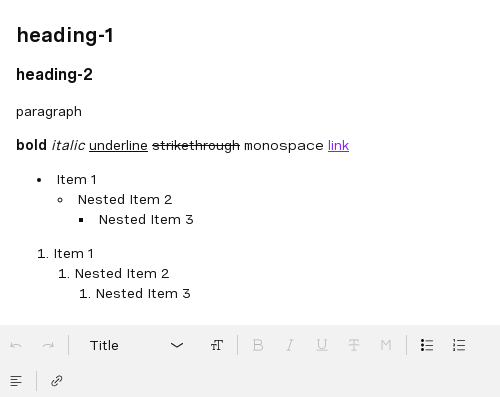 heading-1
heading-2
paragraph
bold italic underline strikethrough monospace link
• Item 1
◦ Nested Item 2
▪ Nested Item 3
1. Item 1
1. Nested Item 2
1. Nested Item 3
Title TT B I U T M